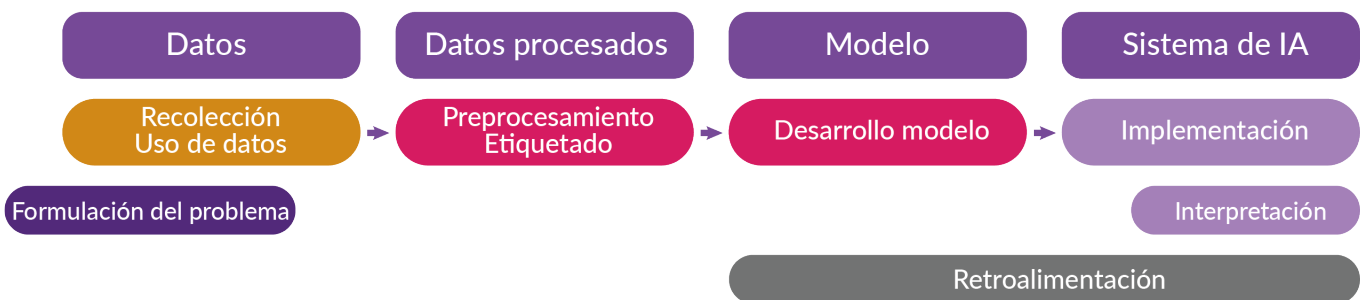 Datos
Datos procesados
Modelo
Sistema de IA
Recolección
Uso de datos
Preprocesamiento
Etiquetado
Desarrollo modelo
Implementación
Formulación del problema
Interpretación
Retroalimentación